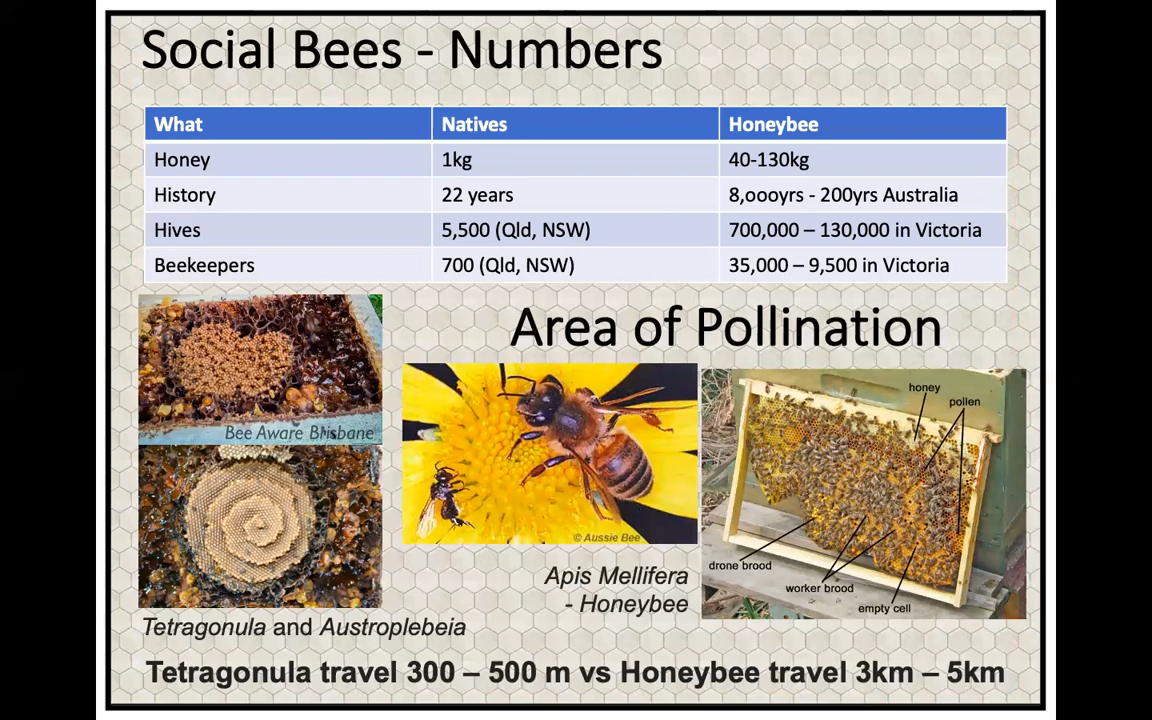 Social Bees - Numbers
What Natives Honeybee
Honey 1kg 40-130kg
History 22 years 8,oooyrs - 200yrs Australia
Hives 5,500 (Qld, NSW) 700,000 – 130,000 in Victoria
Beekeepers 700 (Qld, NSW) 35,000 – 9,500 in Victoria
Area of Pollination
Bee Aware Brisbane
© Aussie Bee
honey
pollen
drone brood
worker brood
empty cell
Apis Mellifera
- Honeybee
Tetragonula and Austroplebeia
Tetragonula travel 300 – 500 m vs Honeybee travel 3km – 5km